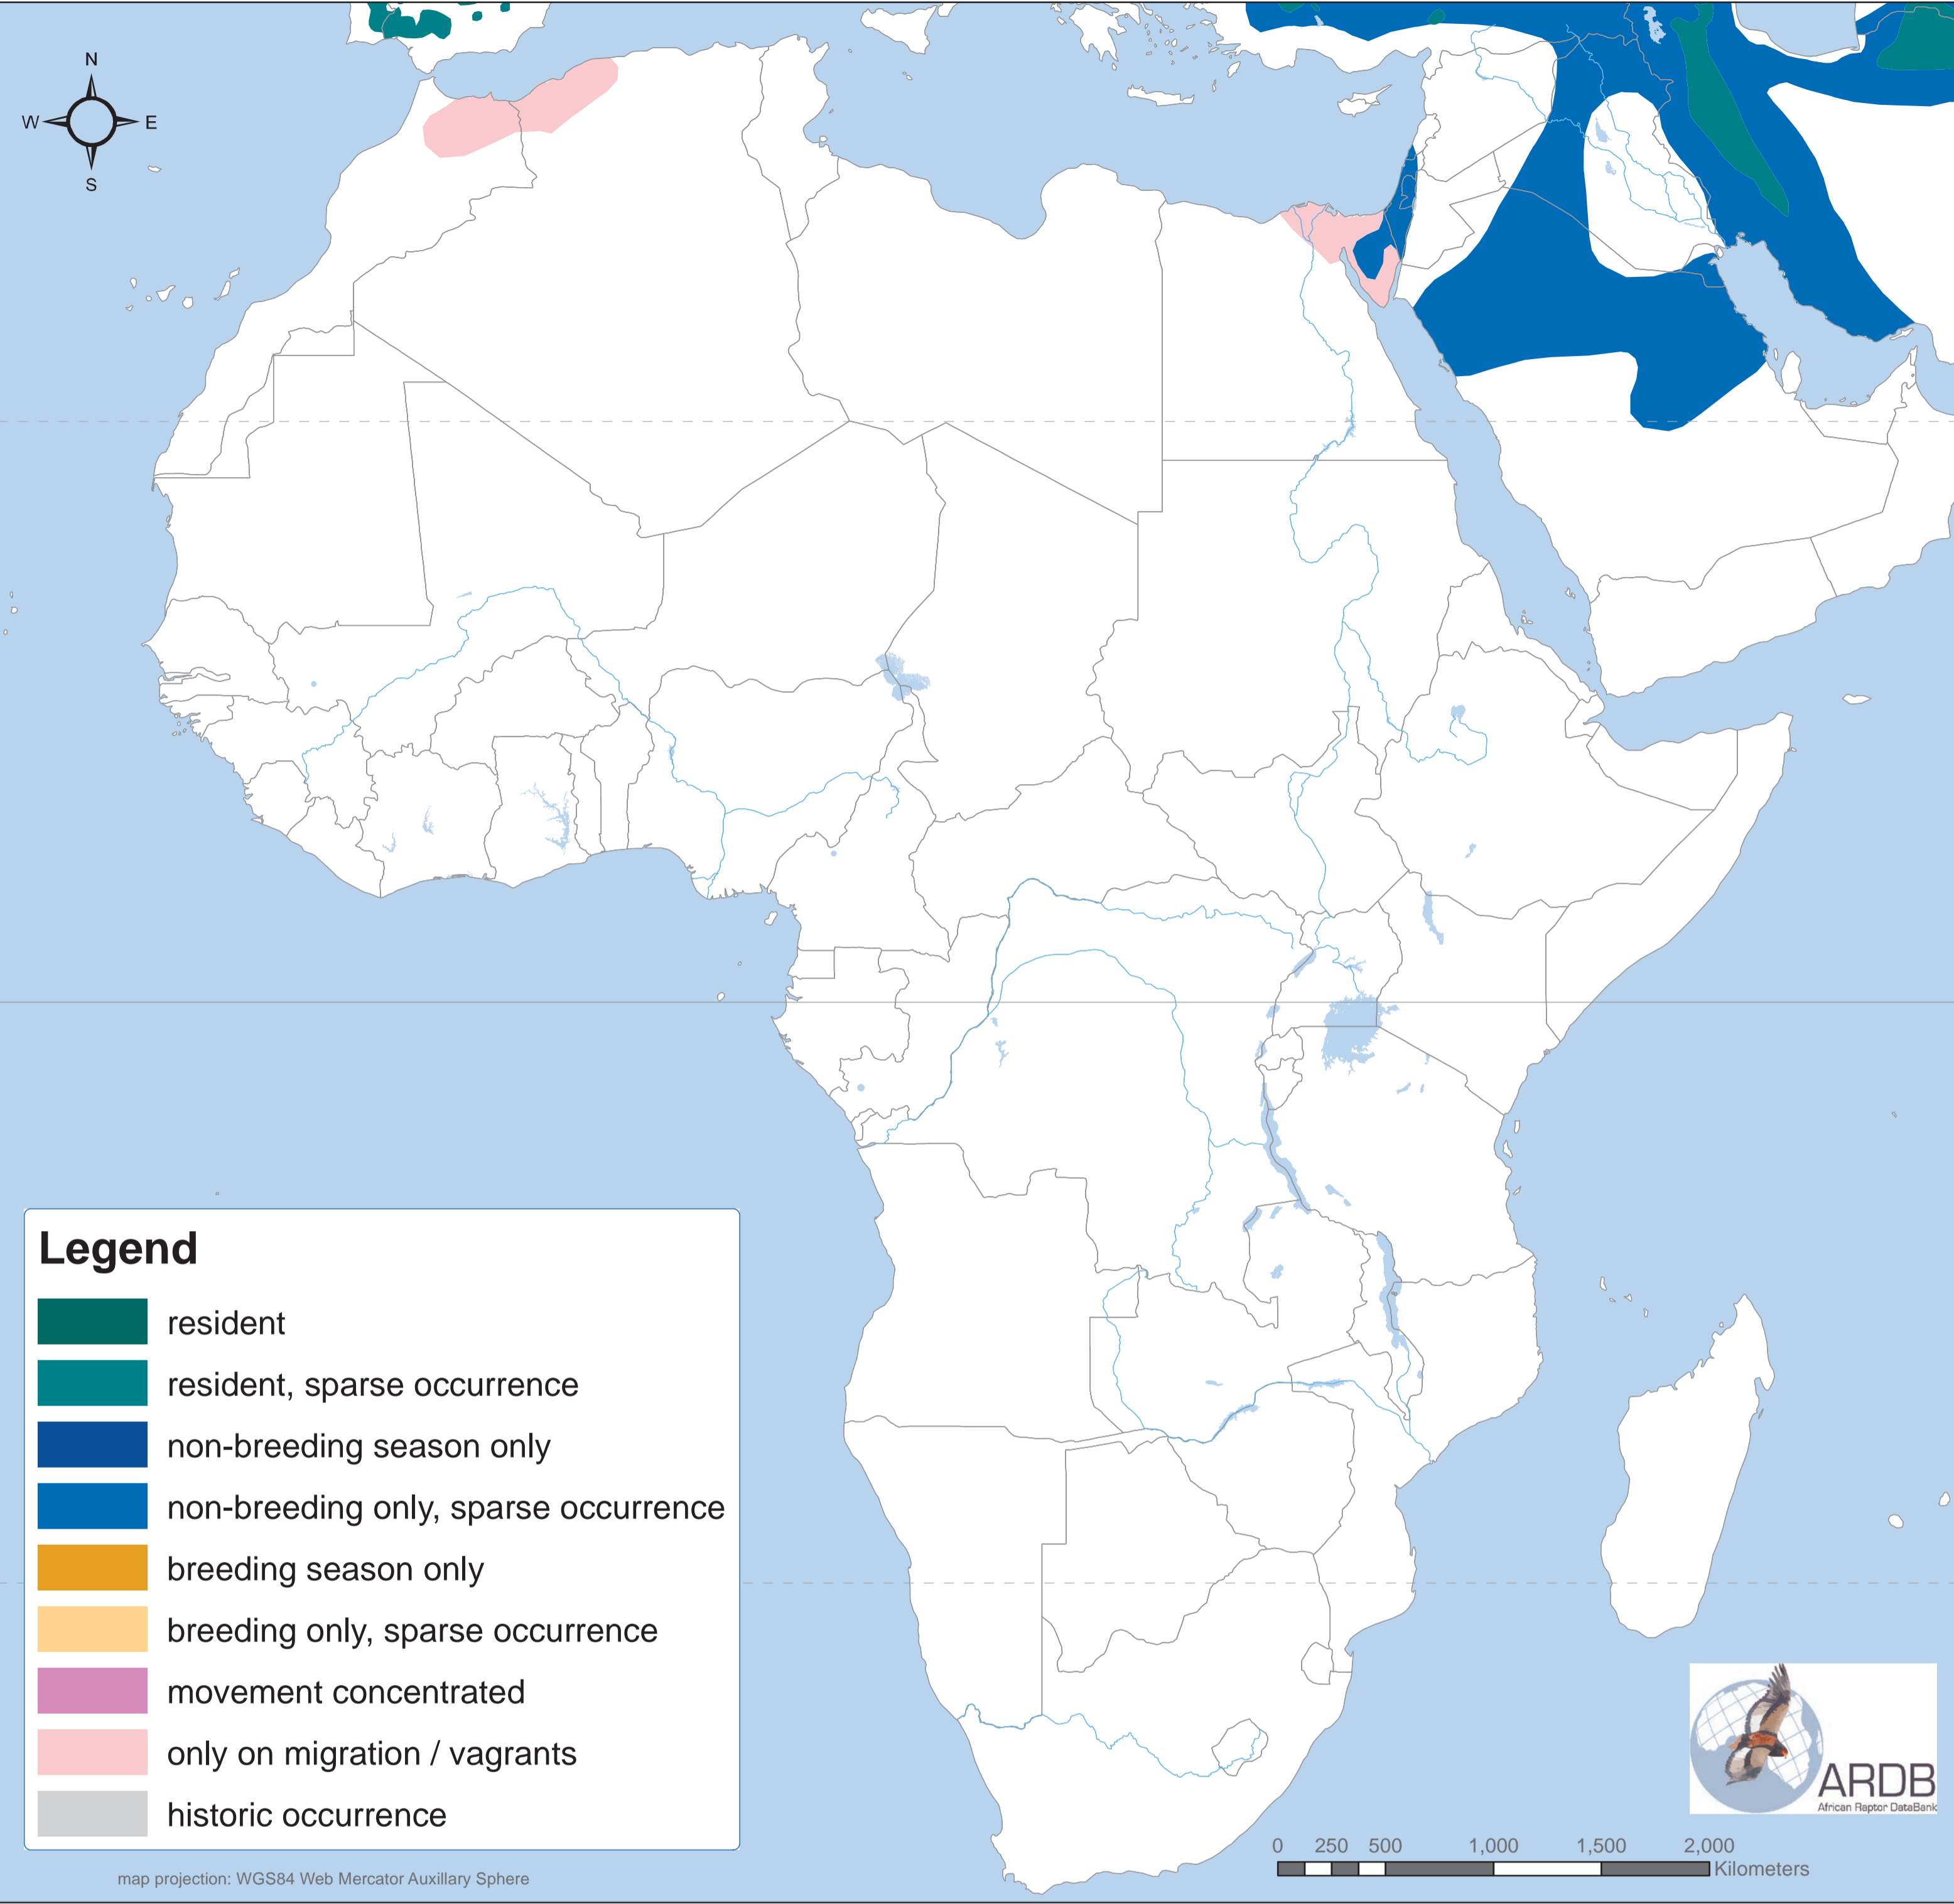 N
W E
S
Legend
resident
resident, sparse occurrence
non-breeding season only
non-breeding only, sparse occurrence
breeding season only
breeding only, sparse occurrence
movement concentrated
only on migration / vagrants
historic occurrence
map projection: WGS84 Web Mercator Auxillary Sphere
ARDB
African Raptor DataBank
0 250 500 1,000 1,500 2,000
Kilometers